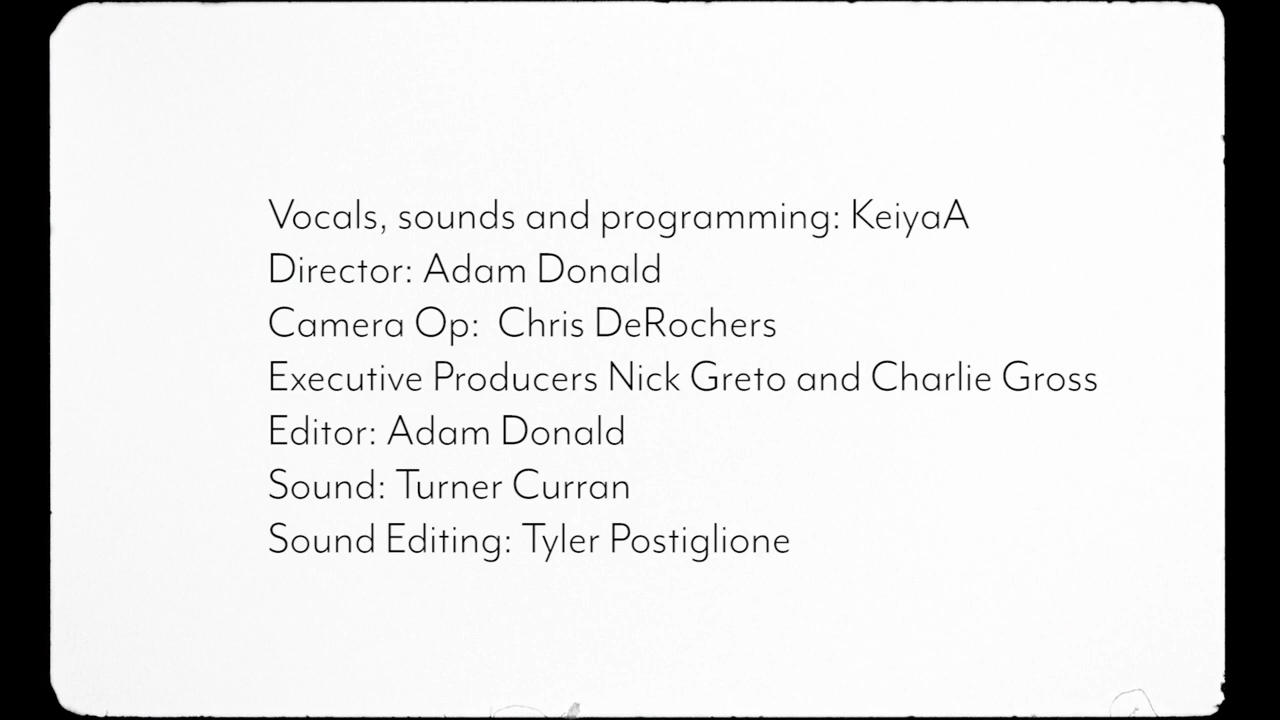 Vocals, sounds and programming: KeiyaA
Director: Adam Donald
Camera Op:  Chris DeRochers
Executive Producers Nick Greto and Charlie Gross
Editor: Adam Donald
Sound: Turner Curran
Sound Editing: Tyler Postiglione